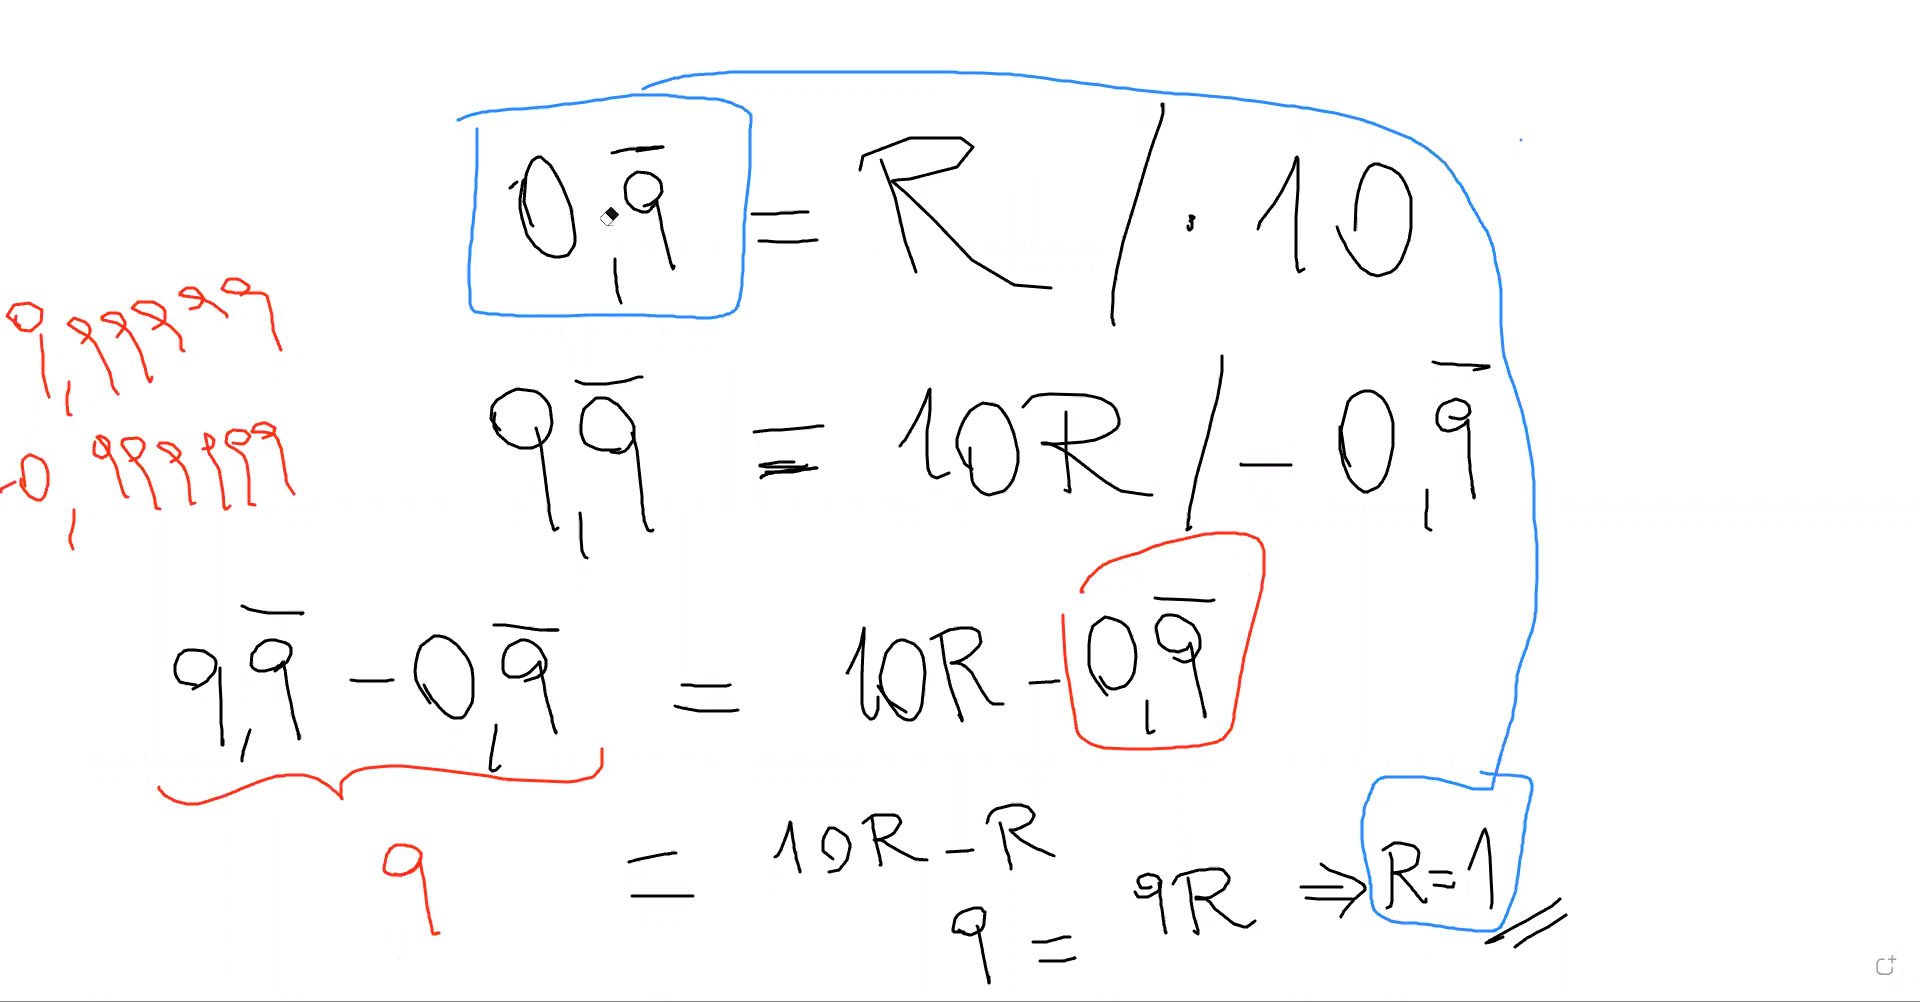 0,9̅ = R / · 10
9,99999
9,9̅ = 10R / - 0,9̅
-0,999999
9,9̅ - 0,9̅ = 10R - 0,9̅
9 = 10R - R
9 = 9R ⇒ R = 1